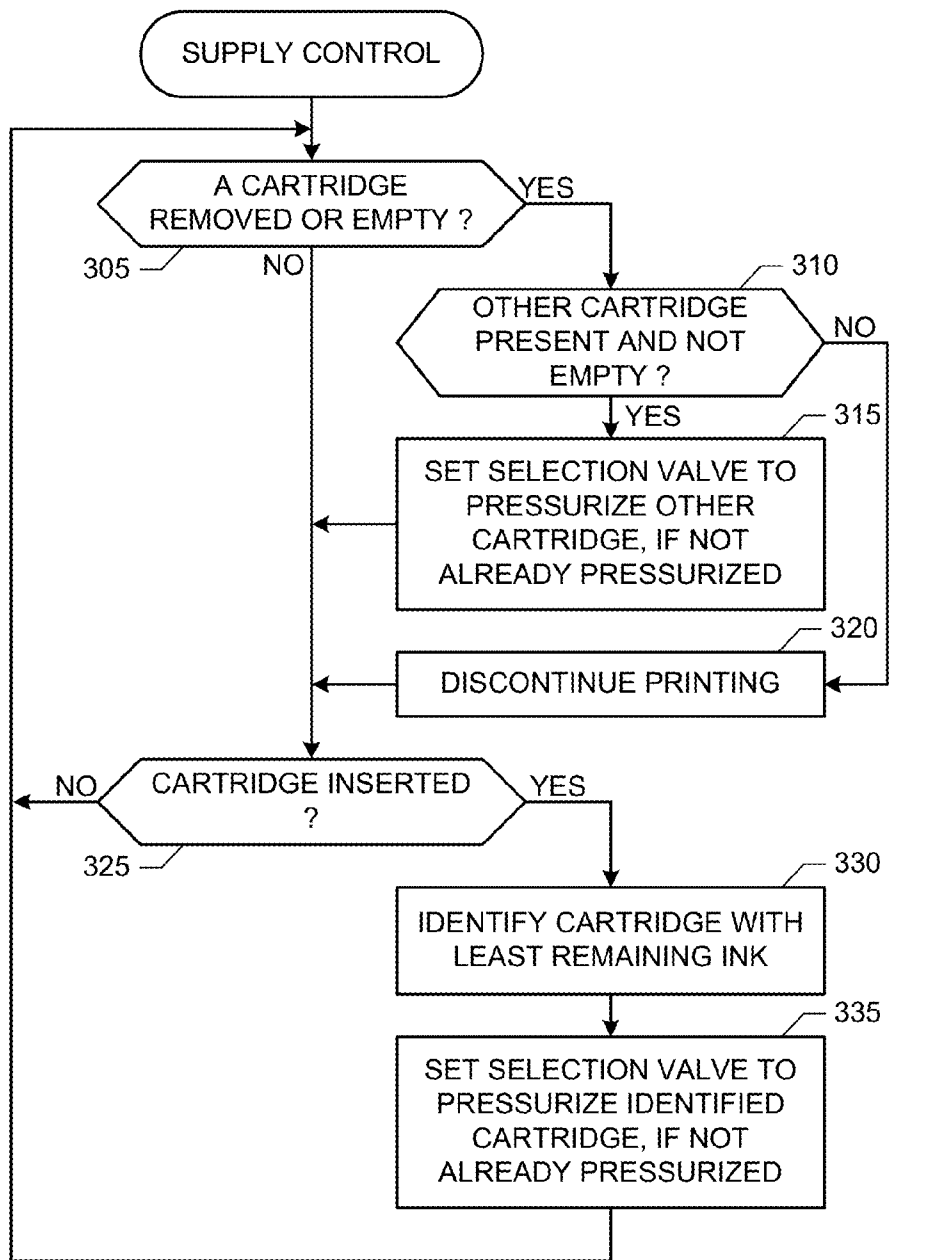 SUPPLY CONTROL
A CARTRIDGE
REMOVED OR EMPTY ?
YES
305
NO
310
OTHER CARTRIDGE
PRESENT AND NOT
EMPTY ?
NO
YES
315
SET SELECTION VALVE TO
PRESSURIZE OTHER
CARTRIDGE, IF NOT
ALREADY PRESSURIZED
320
DISCONTINUE PRINTING
NO
CARTRIDGE INSERTED
?
YES
325
330
IDENTIFY CARTRIDGE WITH
LEAST REMAINING INK
335
SET SELECTION VALVE TO
PRESSURIZE IDENTIFIED
CARTRIDGE, IF NOT
ALREADY PRESSURIZED